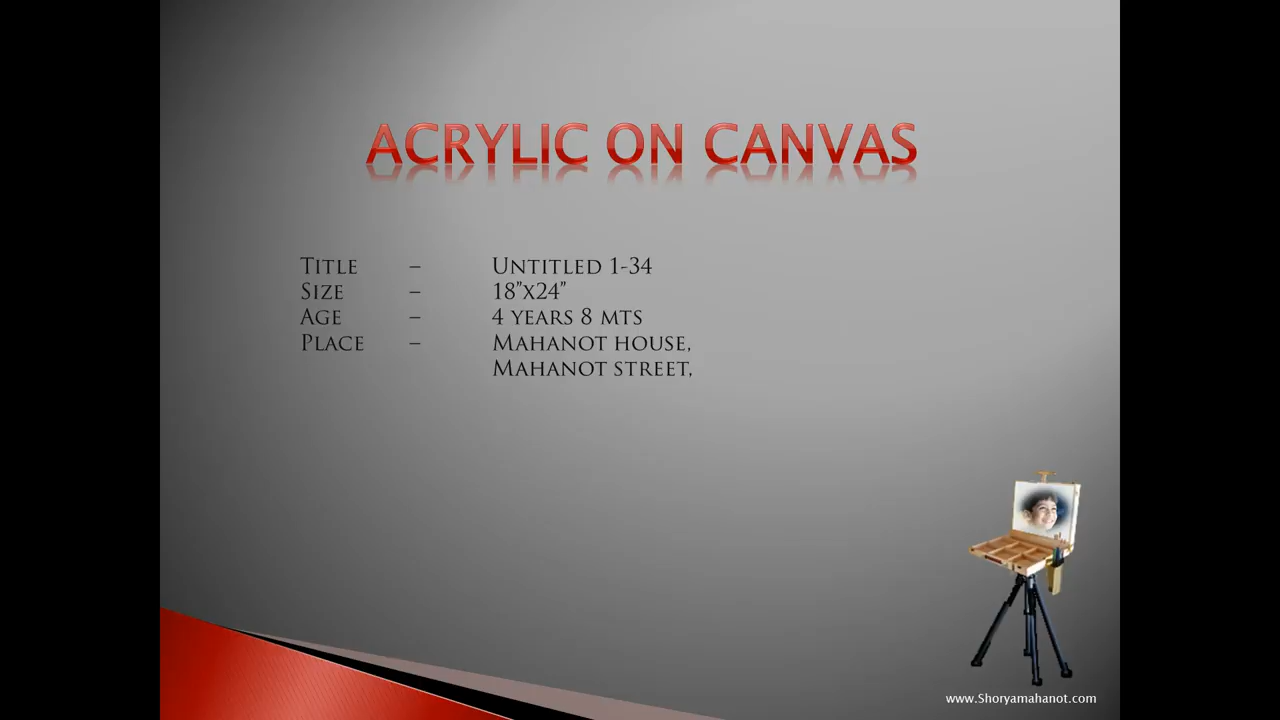 ACRYLIC ON CANVAS
Title – Untitled 1-34
Size – 18”x24”
Age – 4 years 8 mts
Place – Mahanot house,
Mahanot street,
www.Shoryamahanot.com